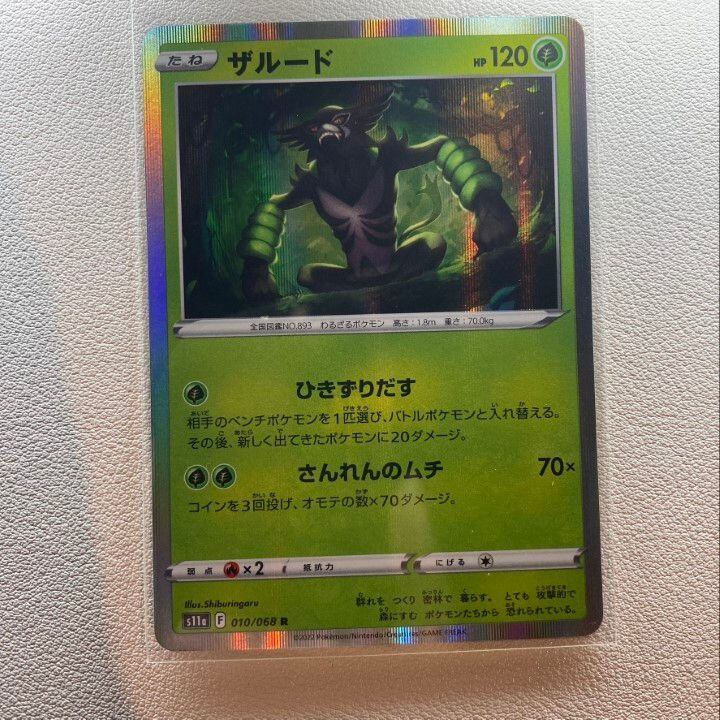 たね ザルード HP 120
全国図鑑NO.893 わるざるポケモン 高さ：1.8m 重さ：70.0kg
ひきずりだす
相手のベンチポケモンを1匹選び、バトルポケモンと入れ替える。
その後、新しく出てきたポケモンに20ダメージ。
さんれんのムチ 70×
コインを3回投げ、オモテの数×70ダメージ。
弱点 ×2 抵抗力 にげる
Illus.Shiburingaru
群れを つくり 密林で 暮らす。 とても 攻撃的で
森にすむ ポケモンたちから 恐れられている。
s11a F 010/068 R
©2022 Pokémon/Nintendo/Creatures/GAME FREAK